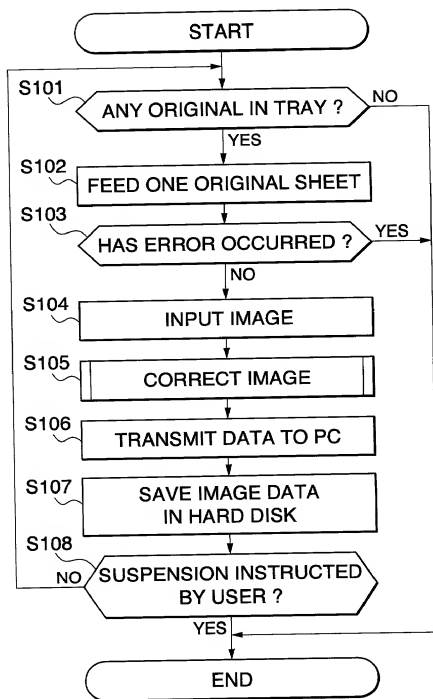 START
S101
ANY ORIGINAL IN TRAY ?
NO
YES
S102
FEED ONE ORIGINAL SHEET
S103
HAS ERROR OCCURRED ?
YES
NO
S104
INPUT IMAGE
S105
CORRECT IMAGE
S106
TRANSMIT DATA TO PC
S107
SAVE IMAGE DATA
IN HARD DISK
S108
NO
SUSPENSION INSTRUCTED
BY USER ?
YES
END